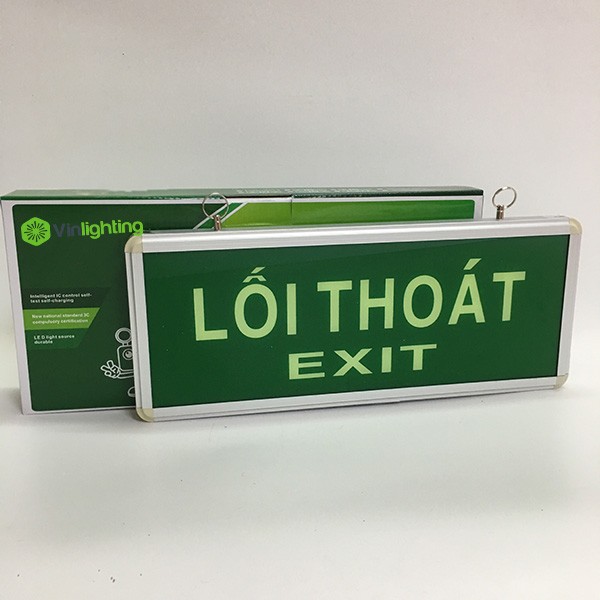 Vinlighting
Intelligent IC control self-
test self-charging
New national standard 3C
compulsory certification
LED light source
durable
LỐI THOÁT
EXIT